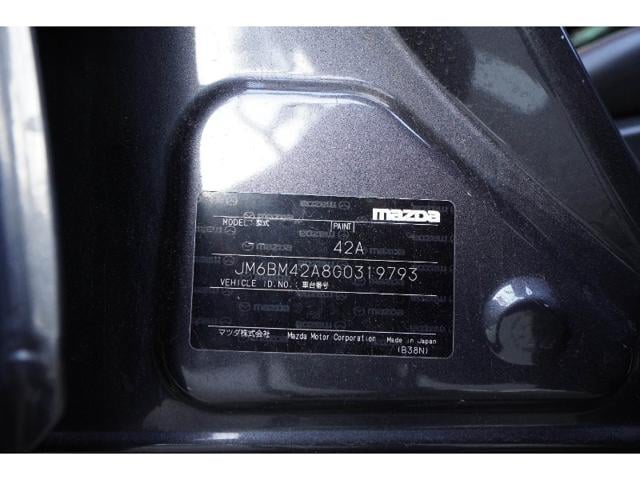 mazda
MODEL: 型式 PAINT
42A
JM6BM42A8G0319793
VEHICLE ID.NO.: 車台番号
マツダ株式会社 Mazda Motor Corporation Made in Japan
(B38N)